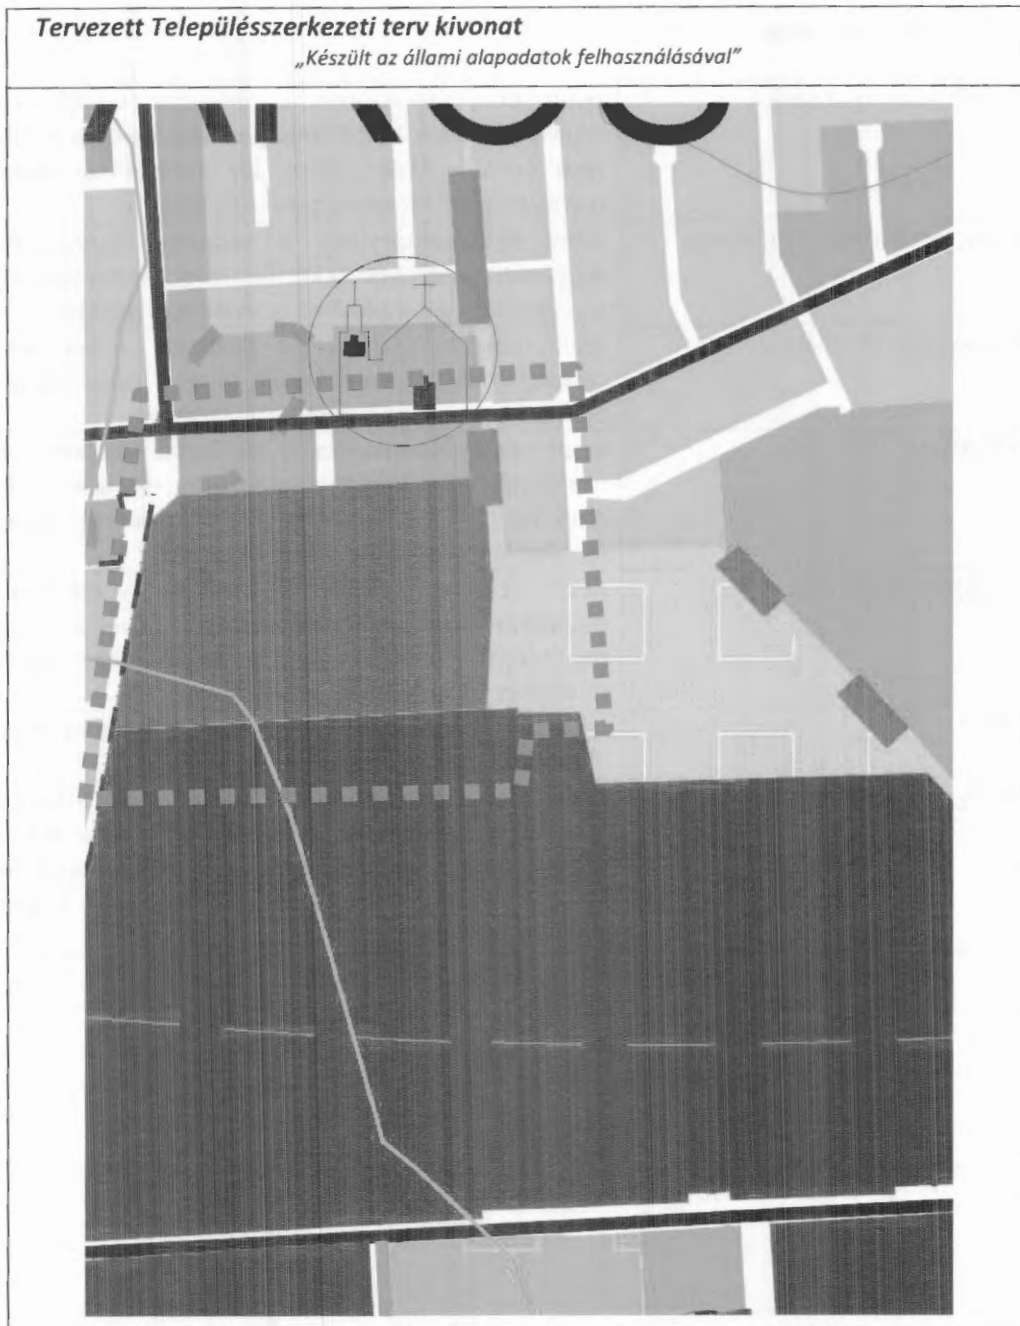 Tervezett Településszerkezeti terv kivonat
„Készült az állami alapadatok felhasználásával”